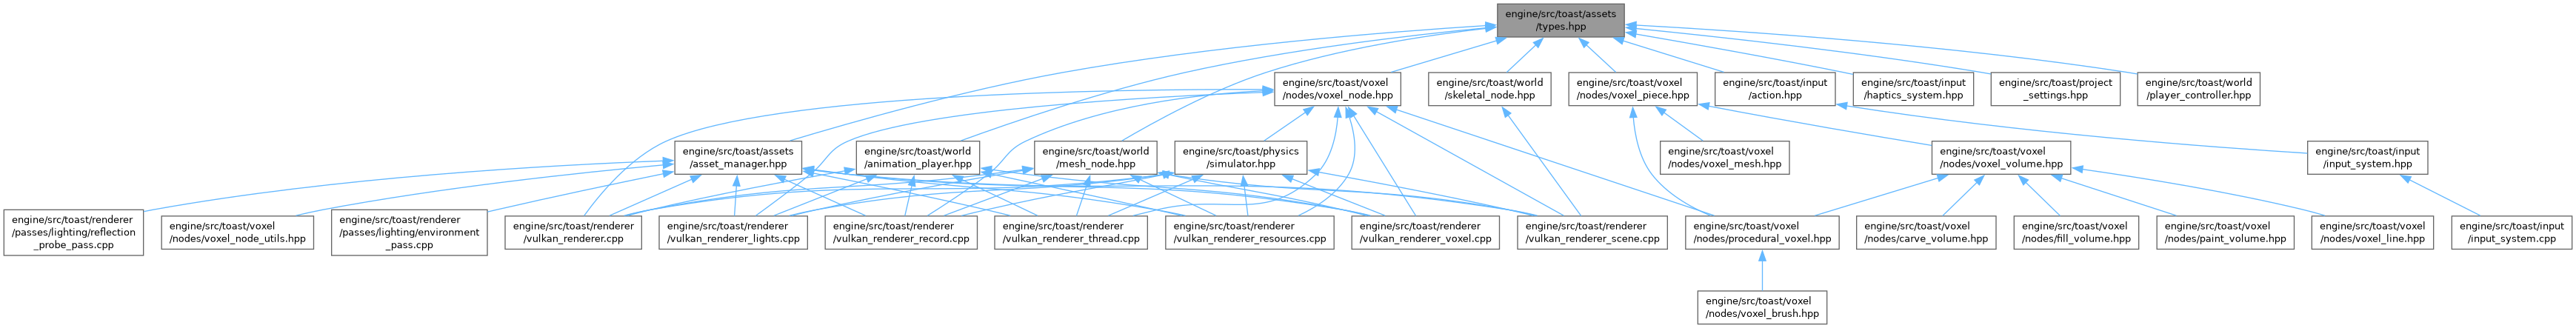 engine/src/toast/assets
/types.hpp
engine/src/toast/voxel
/nodes/voxel_node.hpp
engine/src/toast/world
/skeletal_node.hpp
engine/src/toast/voxel
/nodes/voxel_piece.hpp
engine/src/toast/input
/action.hpp
engine/src/toast/input
/haptics_system.hpp
engine/src/toast/project
_settings.hpp
engine/src/toast/world
/player_controller.hpp
engine/src/toast/assets
/asset_manager.hpp
engine/src/toast/world
/animation_player.hpp
engine/src/toast/world
/mesh_node.hpp
engine/src/toast/physics
/simulator.hpp
engine/src/toast/voxel
/nodes/voxel_mesh.hpp
engine/src/toast/voxel
/nodes/voxel_volume.hpp
engine/src/toast/input
/input_system.hpp
engine/src/toast/renderer
/passes/lighting/reflection
_probe_pass.cpp
engine/src/toast/voxel
/nodes/voxel_node_utils.hpp
engine/src/toast/renderer
/passes/lighting/environment
_pass.cpp
engine/src/toast/renderer
/vulkan_renderer.cpp
engine/src/toast/renderer
/vulkan_renderer_lights.cpp
engine/src/toast/renderer
/vulkan_renderer_record.cpp
engine/src/toast/renderer
/vulkan_renderer_thread.cpp
engine/src/toast/renderer
/vulkan_renderer_resources.cpp
engine/src/toast/renderer
/vulkan_renderer_voxel.cpp
engine/src/toast/renderer
/vulkan_renderer_scene.cpp
engine/src/toast/voxel
/nodes/procedural_voxel.hpp
engine/src/toast/voxel
/nodes/carve_volume.hpp
engine/src/toast/voxel
/nodes/fill_volume.hpp
engine/src/toast/voxel
/nodes/paint_volume.hpp
engine/src/toast/voxel
/nodes/voxel_line.hpp
engine/src/toast/input
/input_system.cpp
engine/src/toast/voxel
/nodes/voxel_brush.hpp